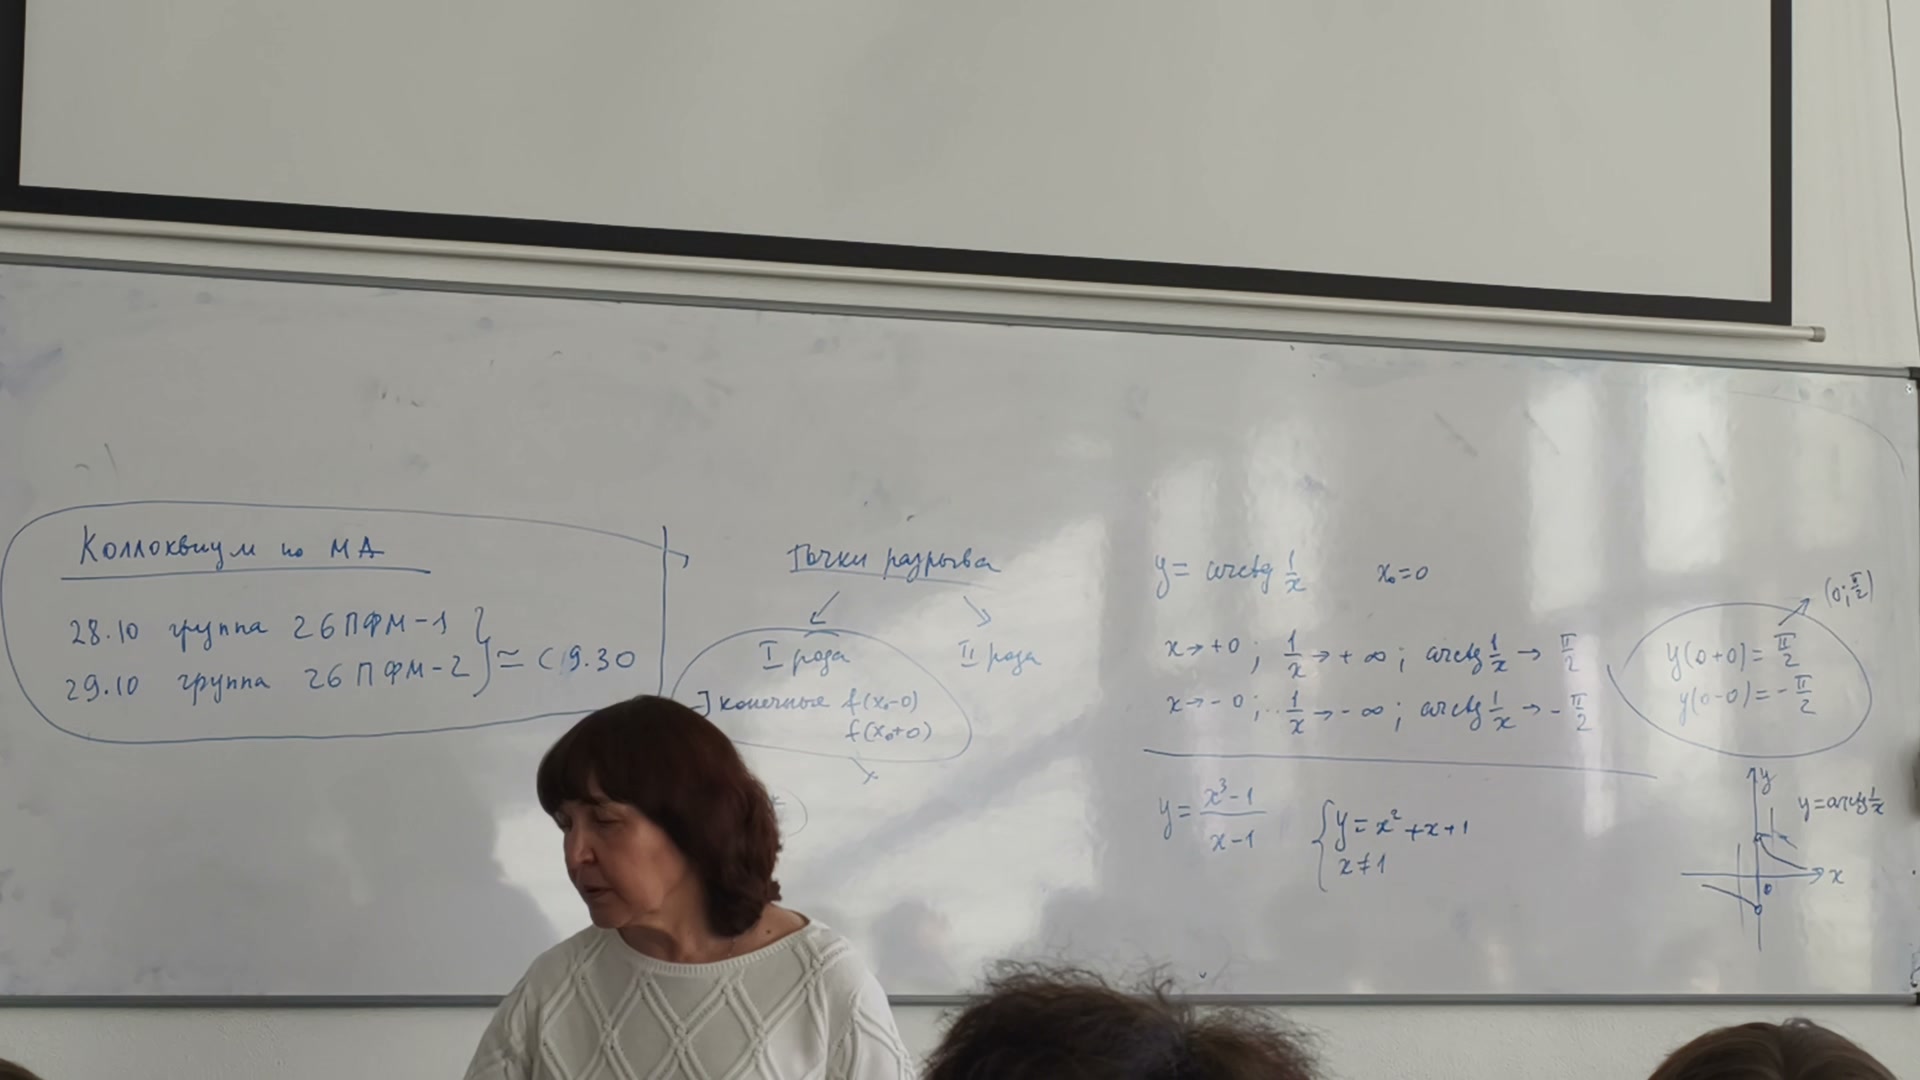 Коллоквиум по МА
28.10 группа 26ПФМ-1
29.10 группа 26ПФМ-2 } ≃ С 9.30
Точки разрыва
I рода
II рода
∃ конечные f(x₀-0)
f(x₀+0)
y = arctg 1/x x₀=0
x→+0; 1/x → +∞; arctg 1/x → π/2
x→-0; 1/x → -∞; arctg 1/x → -π/2
(0; π/2)
y(0+0) = π/2
y(0-0) = -π/2
y = (x³-1)/(x-1) { y = x²+x+1
x≠1
y
y = arctg 1/x
x
0